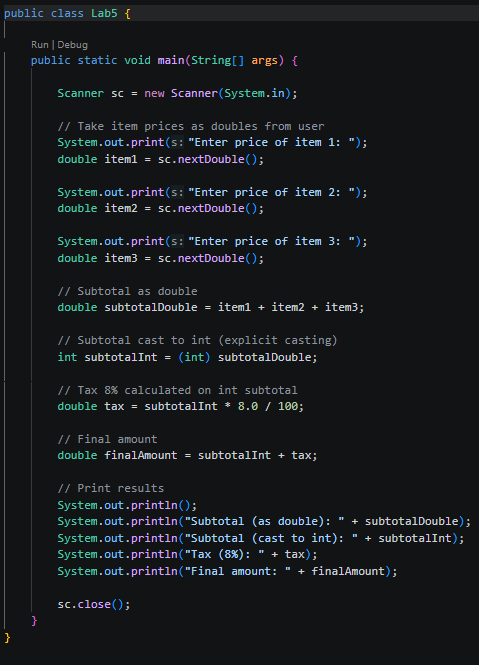 public class Lab5 {
Run | Debug
public static void main(String[] args) {
Scanner sc = new Scanner(System.in);
// Take item prices as doubles from user
System.out.print(s: "Enter price of item 1: ");
double item1 = sc.nextDouble();
System.out.print(s: "Enter price of item 2: ");
double item2 = sc.nextDouble();
System.out.print(s: "Enter price of item 3: ");
double item3 = sc.nextDouble();
// Subtotal as double
double subtotalDouble = item1 + item2 + item3;
// Subtotal cast to int (explicit casting)
int subtotalInt = (int) subtotalDouble;
// Tax 8% calculated on int subtotal
double tax = subtotalInt * 8.0 / 100;
// Final amount
double finalAmount = subtotalInt + tax;
// Print results
System.out.println();
System.out.println("Subtotal (as double): " + subtotalDouble);
System.out.println("Subtotal (cast to int): " + subtotalInt);
System.out.println("Tax (8%): " + tax);
System.out.println("Final amount: " + finalAmount);
sc.close();
}
}